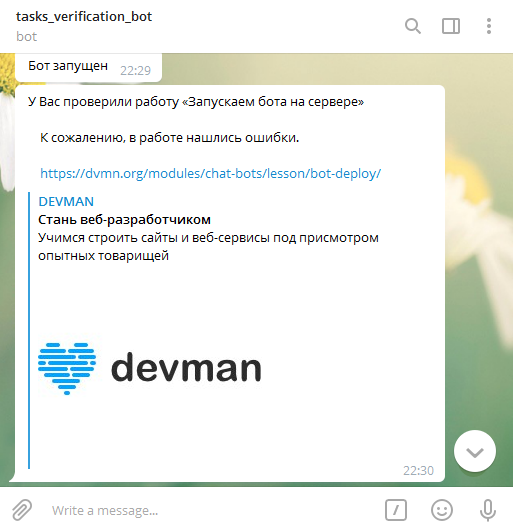 tasks_verification_bot
bot
Бот запущен 22:29
У Вас проверили работу «Запускаем бота на сервере»
К сожалению, в работе нашлись ошибки.
https://dvmn.org/modules/chat-bots/lesson/bot-deploy/
DEVMAN
Стань веб-разработчиком
Учимся строить сайты и веб-сервисы под присмотром
опытных товарищей
devman
22:30
Write a message...